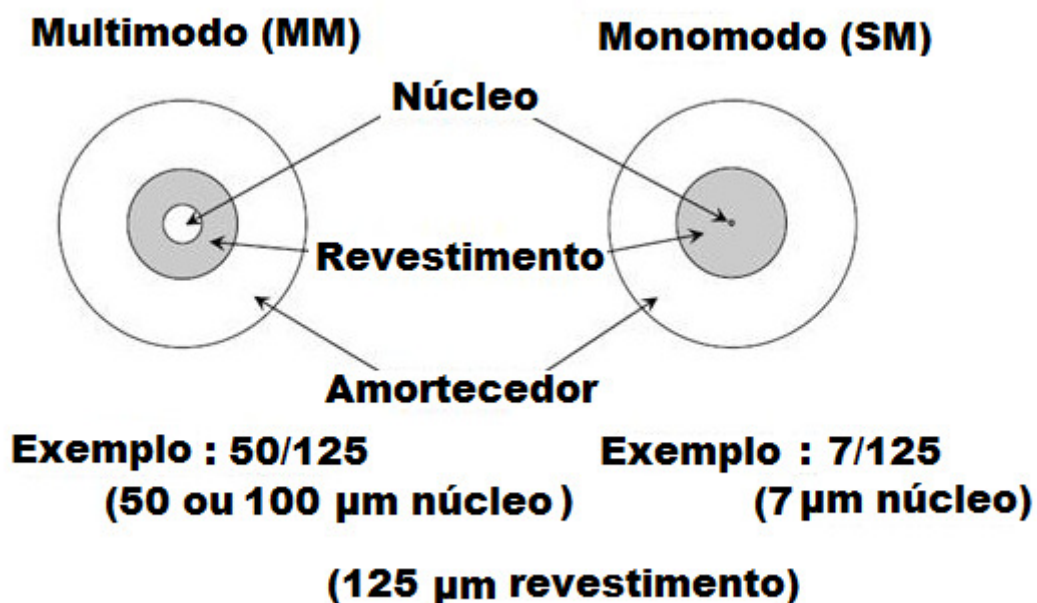 Multimodo (MM)
Monomodo (SM)
Núcleo
Revestimento
Amortecedor
Exemplo : 50/125
(50 ou 100 µm núcleo)
Exemplo : 7/125
(7 µm núcleo)
(125 µm revestimento)